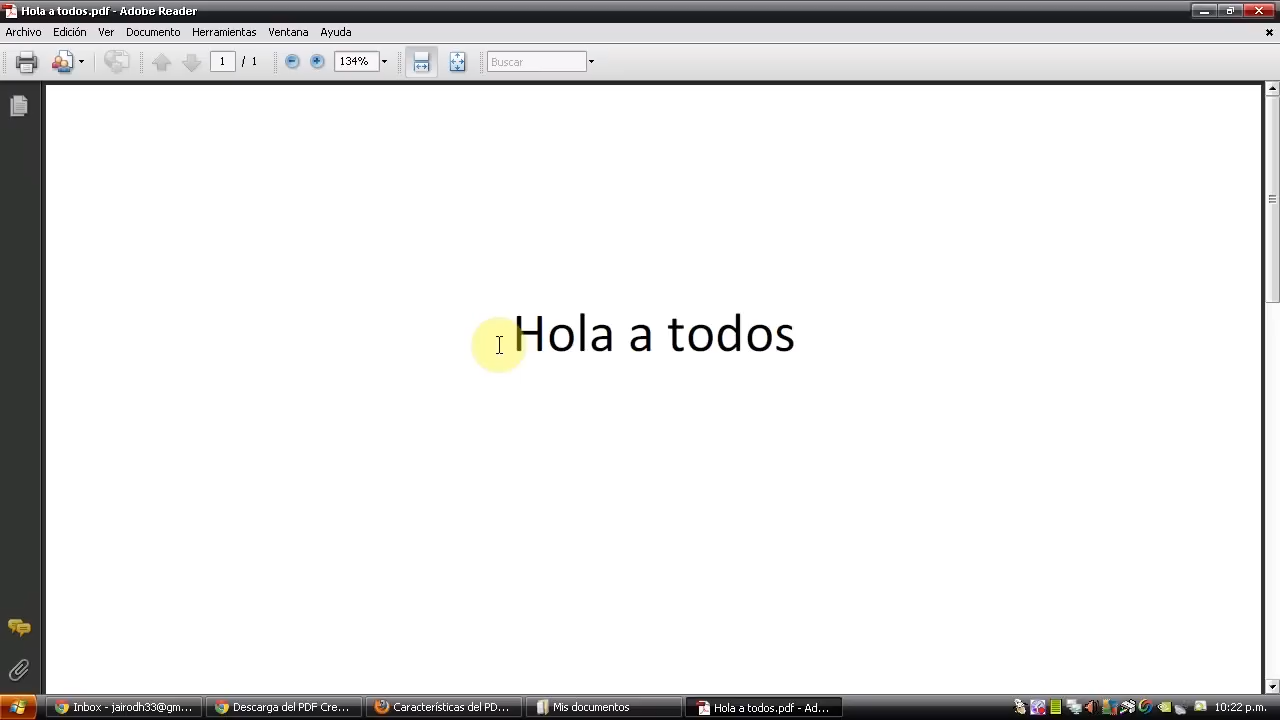 Hola a todos.pdf - Adobe Reader
Archivo Edición Ver Documento Herramientas Ventana Ayuda
1 / 1 134% Buscar
Hola a todos
Inbox - jairodh33@gm... Descarga del PDF Cre... Características del PD... Mis documentos Hola a todos.pdf - Ad... 10:22 p.m.